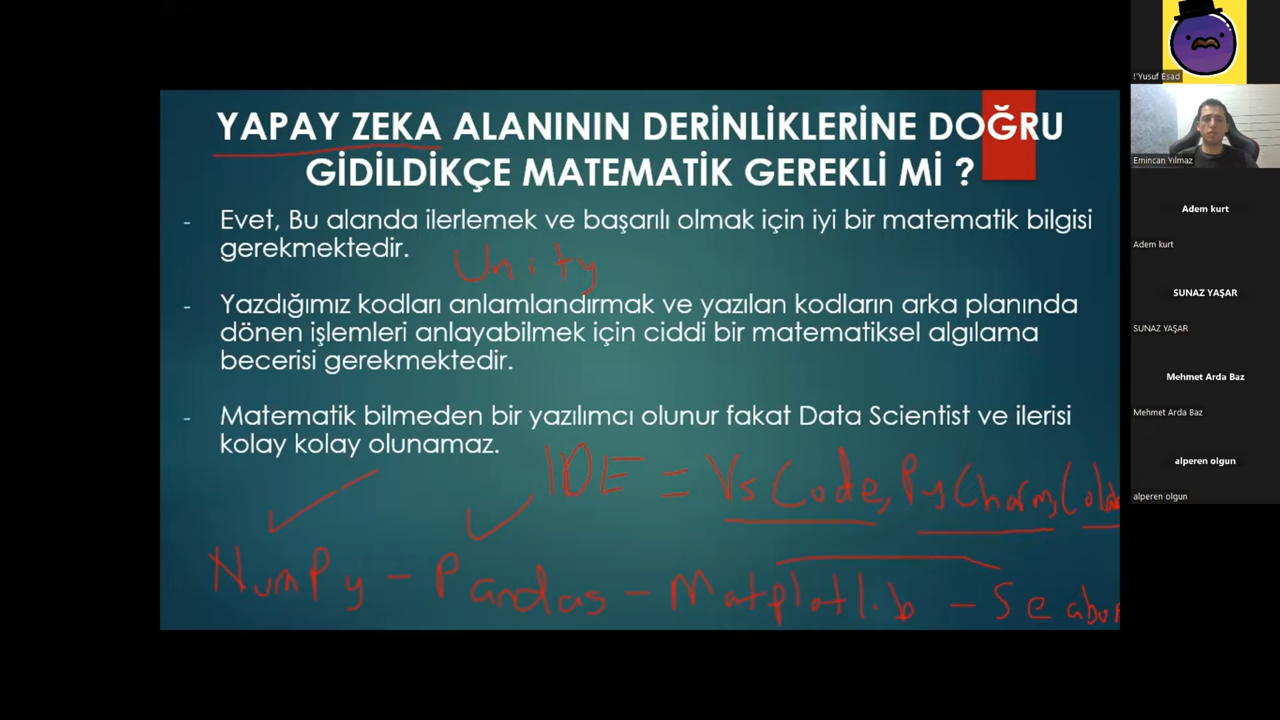 YAPAY ZEKA ALANININ DERİNLİKLERİNE DOĞRU
GİDİLDİKÇE MATEMATİK GEREKLİ Mİ ?
- Evet, Bu alanda ilerlemek ve başarılı olmak için iyi bir matematik bilgisi
gerekmektedir.
Unity
- Yazdığımız kodları anlamlandırmak ve yazılan kodların arka planında
dönen işlemleri anlayabilmek için ciddi bir matematiksel algılama
becerisi gerekmektedir.
- Matematik bilmeden bir yazılımcı olunur fakat Data Scientist ve ilerisi
kolay kolay olunamaz.
IDE = Vs Code, PyCharm,
NumPy - Pandas - Matplotlib - Seabor
!'Yusuf Esad
Emincan Yılmaz
Adem kurt
Adem kurt
SUNAZ YAŞAR
SUNAZ YAŞAR
Mehmet Arda Baz
Mehmet Arda Baz
alperen olgun
alperen olgun